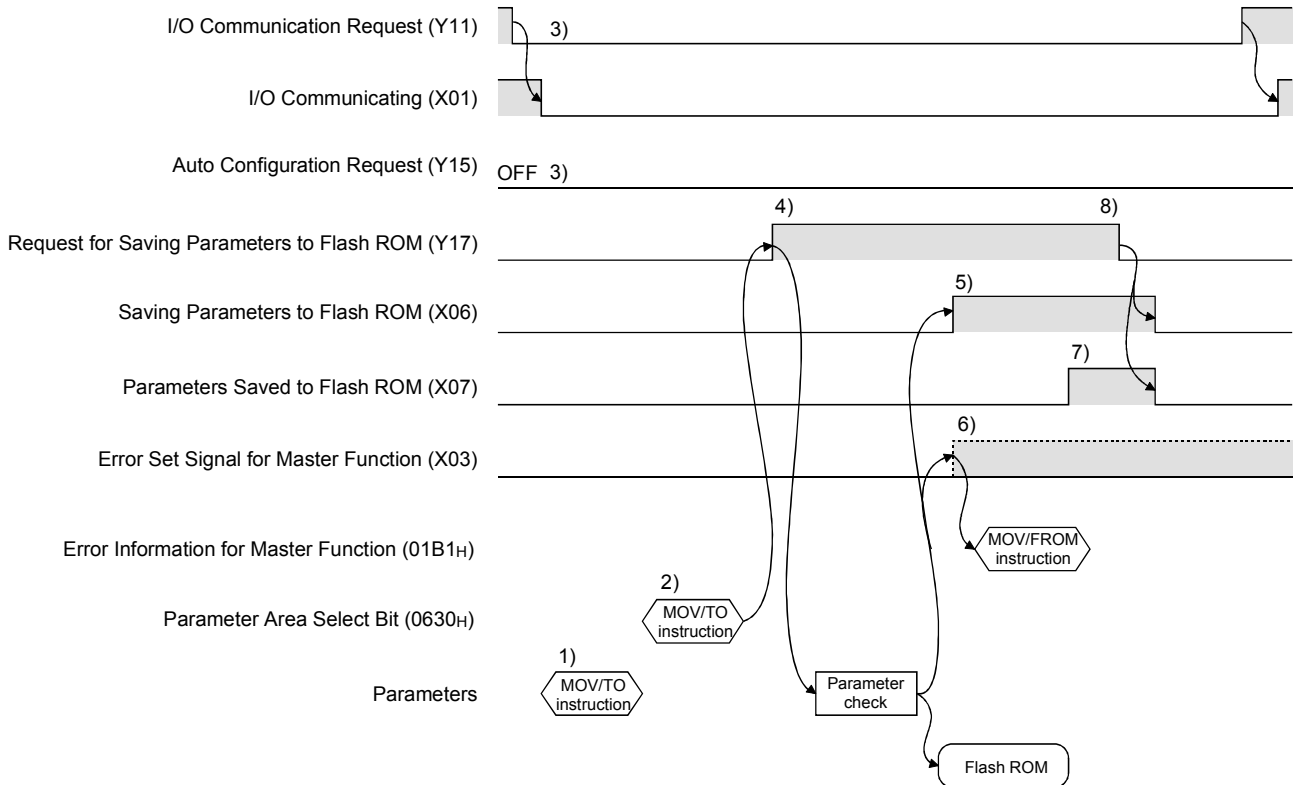 I/O Communication Request (Y11)
3)
I/O Communicating (X01)
Auto Configuration Request (Y15)
OFF 3)
4)
8)
Request for Saving Parameters to Flash ROM (Y17)
5)
Saving Parameters to Flash ROM (X06)
7)
Parameters Saved to Flash ROM (X07)
6)
Error Set Signal for Master Function (X03)
Error Information for Master Function (01B1H)
MOV/FROM
instruction
2)
Parameter Area Select Bit (0630H)
MOV/TO
instruction
1)
Parameters
MOV/TO
instruction
Parameter
check
Flash ROM